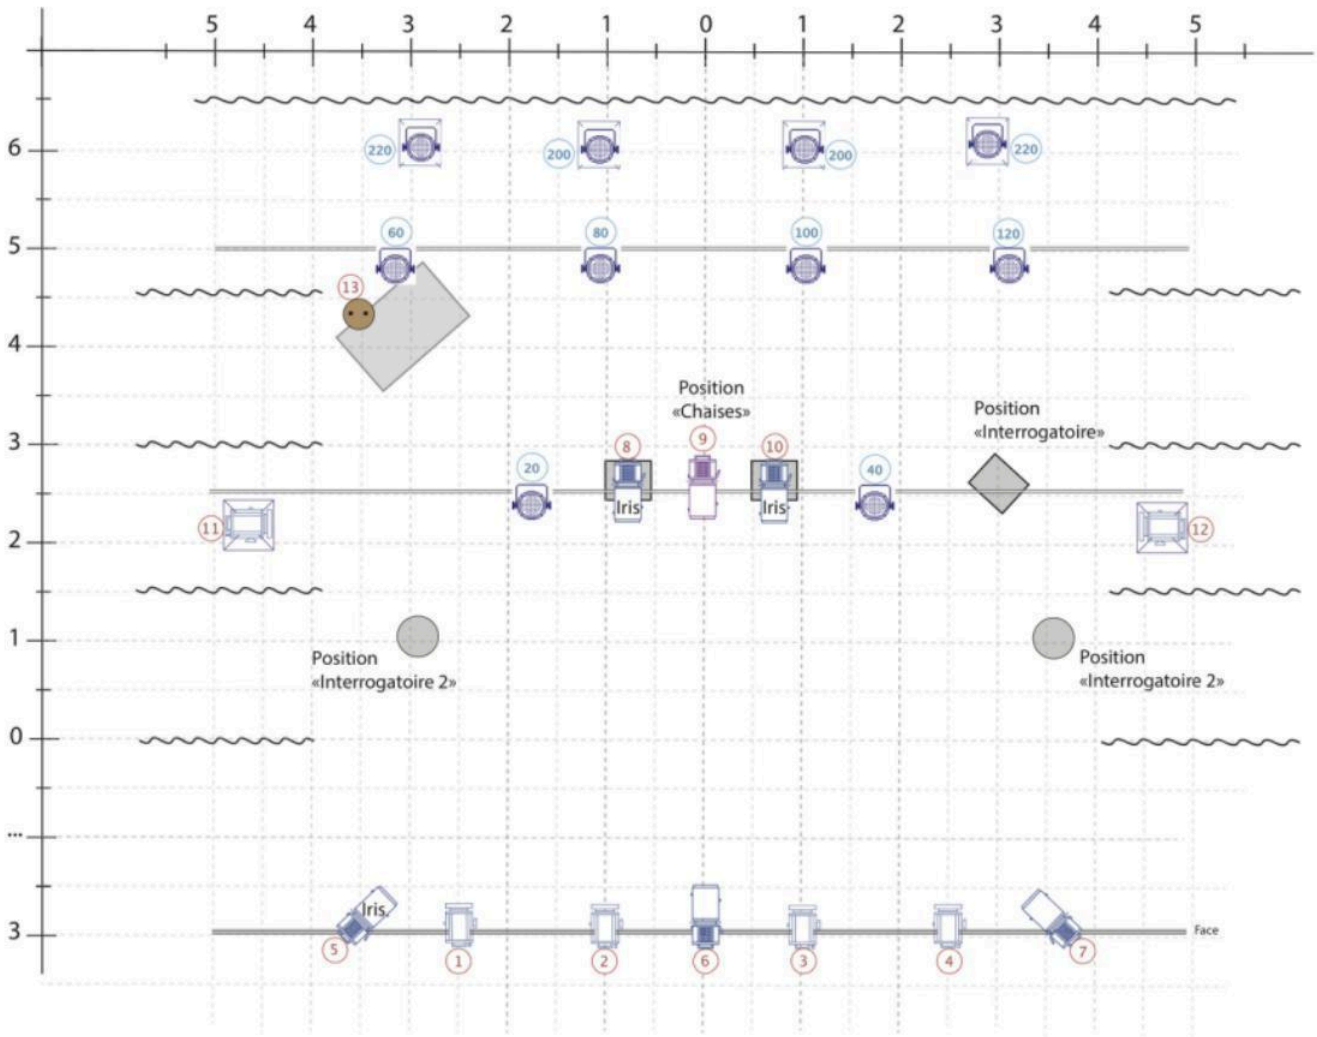 5 4 3 2 1 0 1 2 3 4 5
6
220 200 200 220
5
60 80 100 120
13
4
Position
«Chaises»
Position
«Interrogatoire»
3
8 9 10
20 40
Iris Iris
11 12
2
1
Position
«Interrogatoire 2»
Position
«Interrogatoire 2»
0
...
Iris
3
Face
5 1 2 6 3 4 7